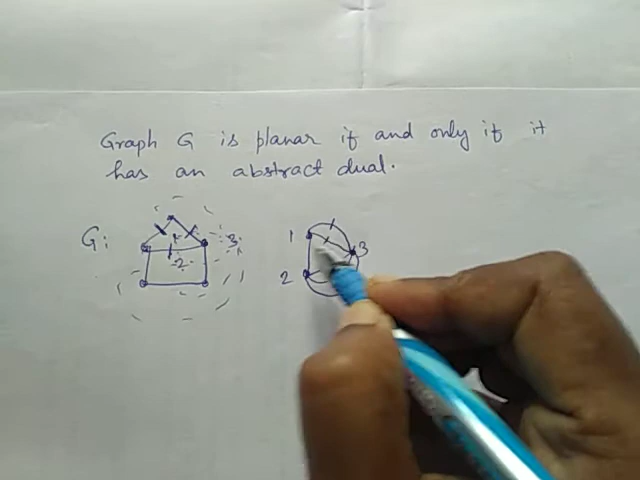 Graph G is planar if and only if it
has an abstract dual.
G:
1
2
3
1
2
3